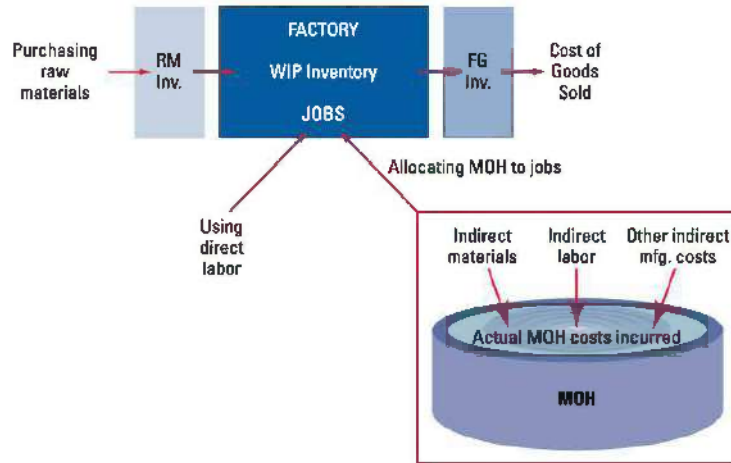 Purchasing
raw
materials
RM
Inv.
FACTORY
WIP Inventory
JOBS
FG
Inv.
Cost of
Goods
Sold
Using
direct
labor
Allocating MOH to jobs
Indirect
materials
Indirect
labor
Other indirect
mfg. costs
Actual MOH costs incurred
MOH